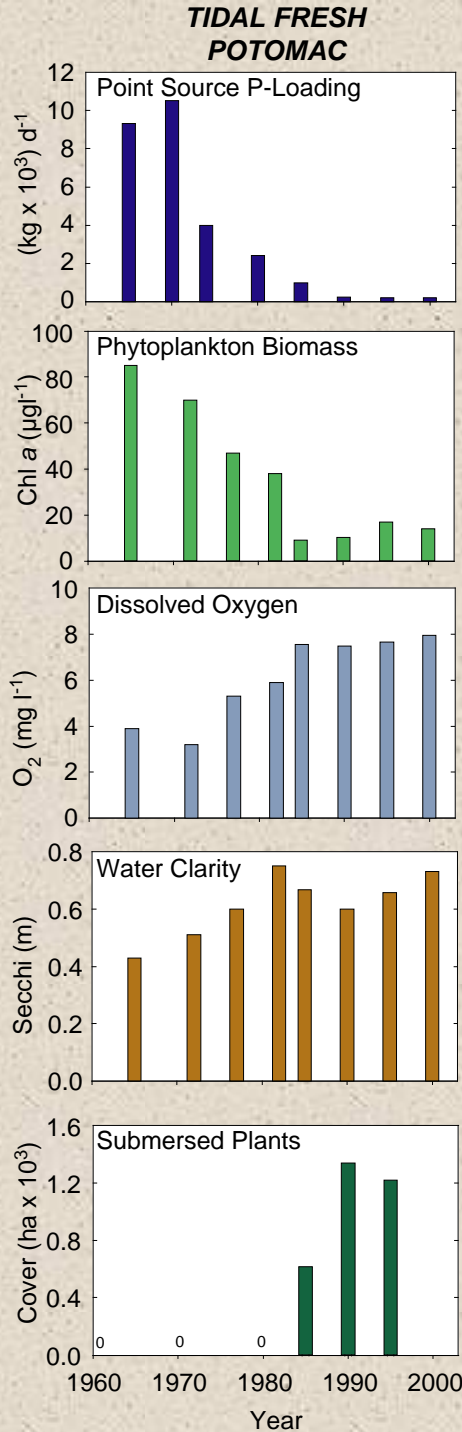 TIDAL FRESH
POTOMAC
Point Source P-Loading
(kg x 10³) d⁻¹
12
10
8
6
4
2
0
Phytoplankton Biomass
Chl a (µgl⁻¹)
100
80
60
40
20
0
Dissolved Oxygen
O₂ (mg l⁻¹)
10
8
6
4
2
0
Water Clarity
Secchi (m)
0.8
0.6
0.4
0.2
0.0
Submersed Plants
Cover (ha x 10³)
1.6
1.2
0.8
0.4
0.0
0 0 0
1960 1970 1980 1990 2000
Year